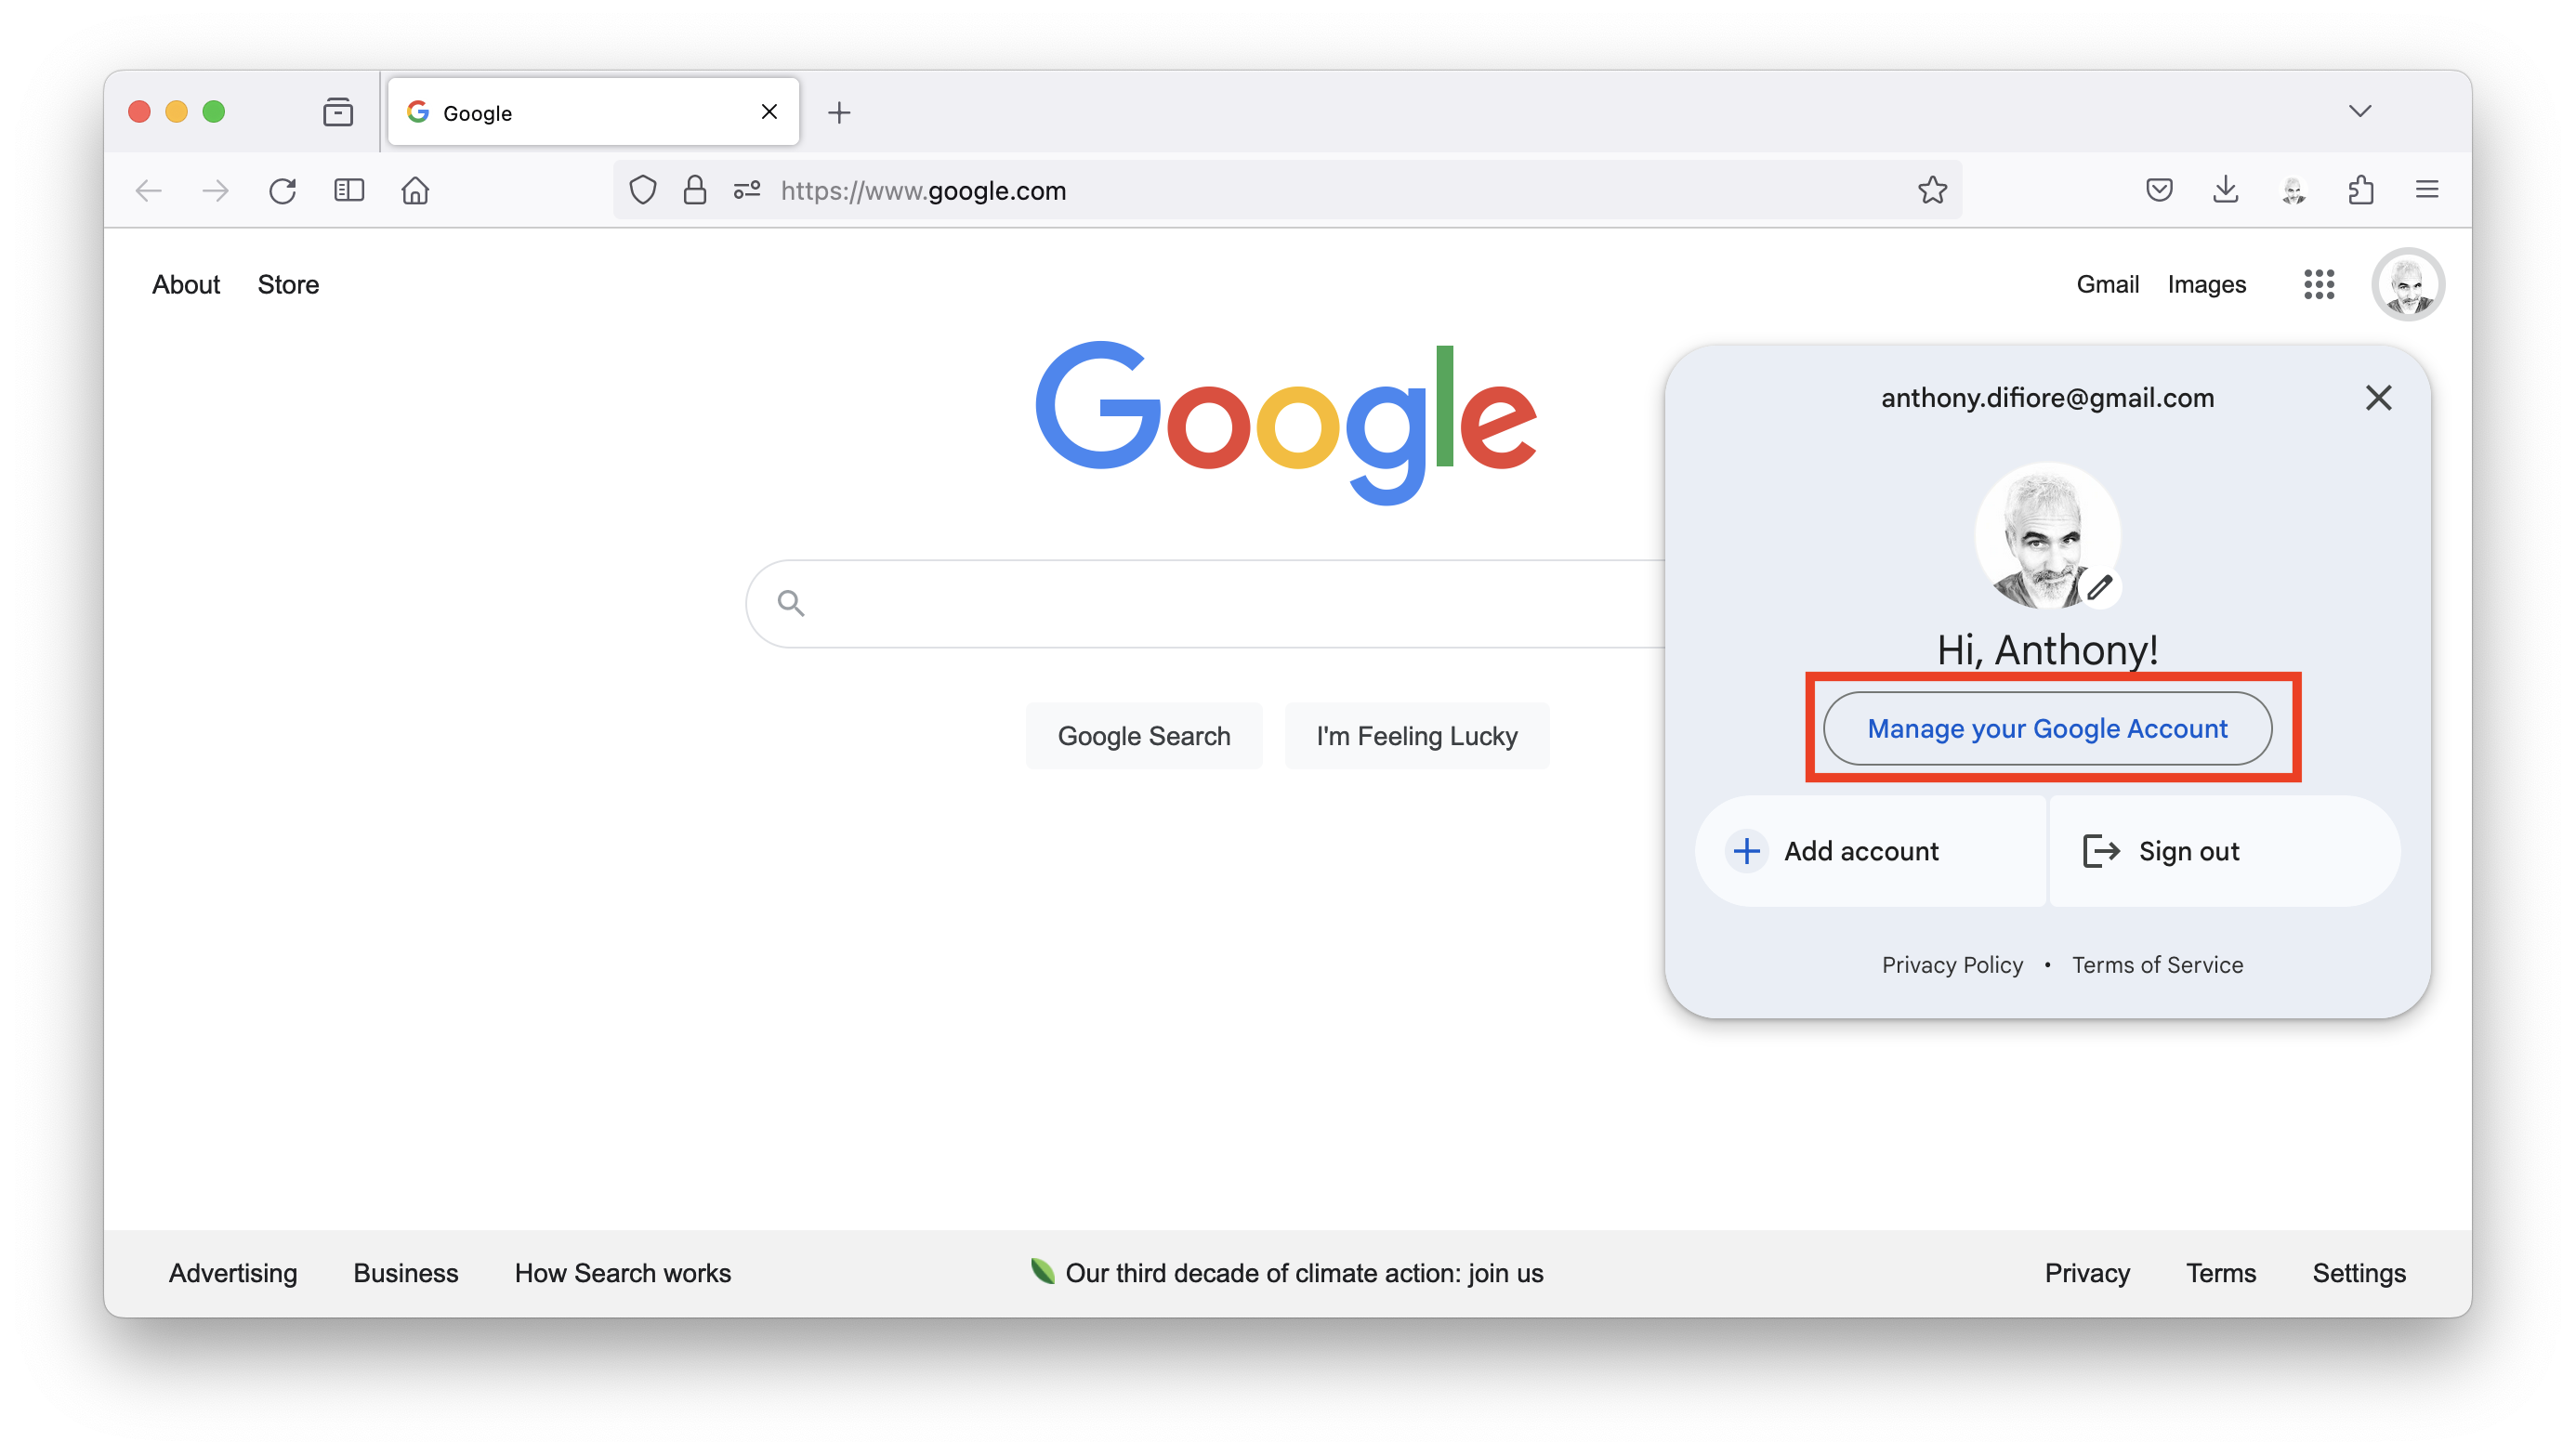 Google
https://www.google.com
About Store
Gmail Images
Google
anthony.difiore@gmail.com
Hi, Anthony!
Manage your Google Account
Google Search I'm Feeling Lucky
Add account Sign out
Privacy Policy • Terms of Service
Advertising Business How Search works
Our third decade of climate action: join us
Privacy Terms Settings